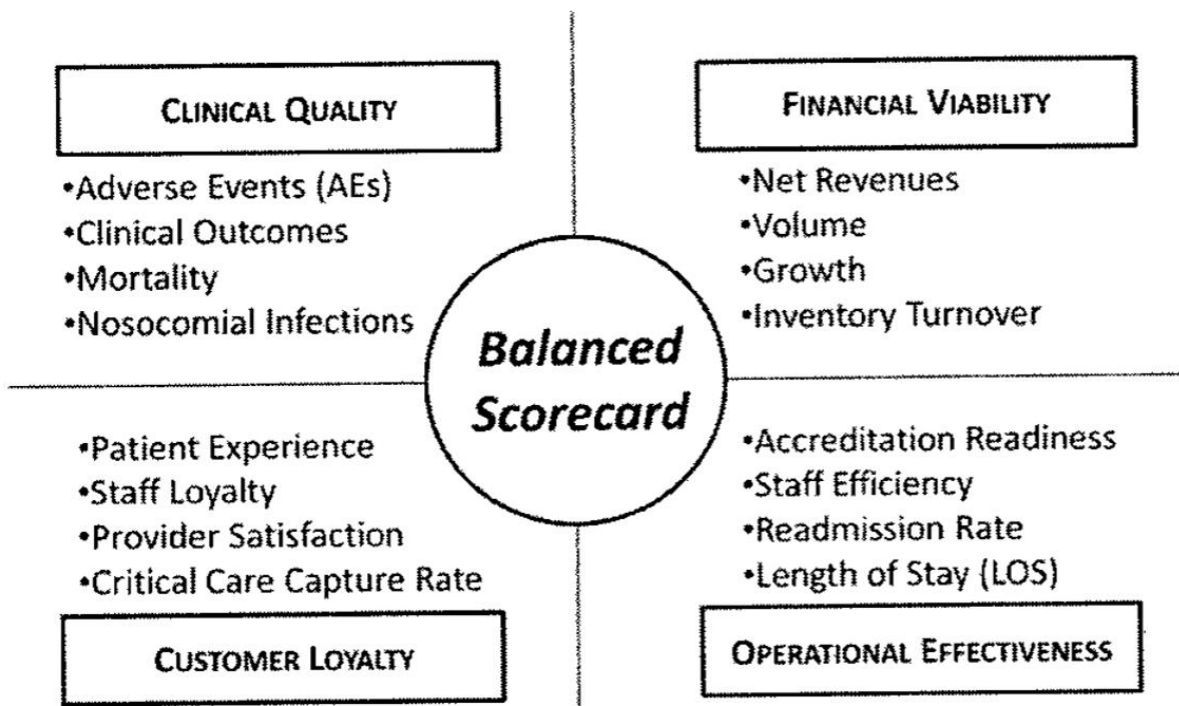 CLINICAL QUALITY
•Adverse Events (AEs)
•Clinical Outcomes
•Mortality
•Nosocomial Infections
FINANCIAL VIABILITY
•Net Revenues
•Volume
•Growth
•Inventory Turnover
Balanced
Scorecard
•Patient Experience
•Staff Loyalty
•Provider Satisfaction
•Critical Care Capture Rate
CUSTOMER LOYALTY
•Accreditation Readiness
•Staff Efficiency
•Readmission Rate
•Length of Stay (LOS)
OPERATIONAL EFFECTIVENESS